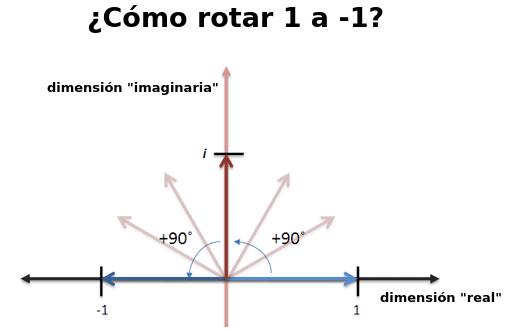 ¿Cómo rotar 1 a -1?
dimensión "imaginaria"
i
+90˚ +90˚
dimensión "real"
-1 1